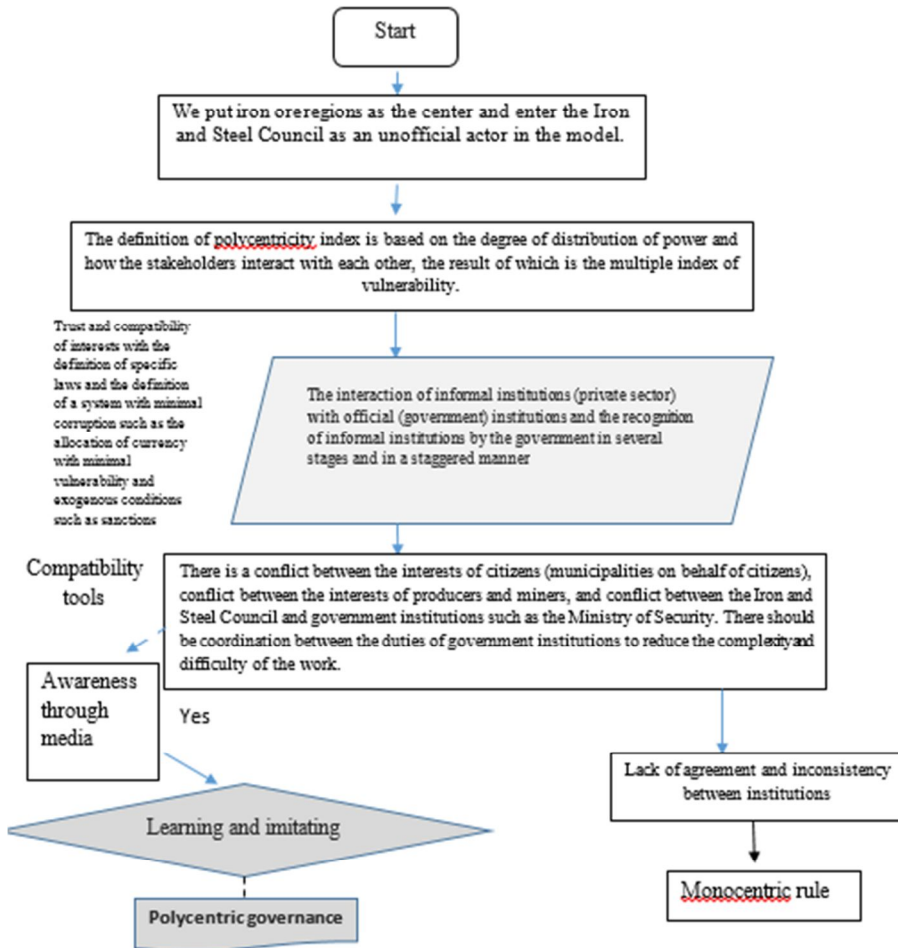 Start
We put iron oreregions as the center and enter the Iron
and Steel Council as an unofficial actor in the model.
The definition of polycentricity index is based on the degree of distribution of power and
how the stakeholders interact with each other, the result of which is the multiple index of
vulnerability.
Trust and compatibility
of interests with the
definition of specific
laws and the definition
of a system with minimal
corruption such as the
allocation of currency
with minimal
vulnerability and
exogenous conditions
such as sanctions
The interaction of informal institutions (private sector)
with official (government) institutions and the recognition
of informal institutions by the government in several
stages and in a staggered manner
Compatibility
tools
There is a conflict between the interests of citizens (municipalities on behalf of citizens),
conflict between the interests of producers and miners, and conflict between the Iron and
Steel Council and government institutions such as the Ministry of Security. There should
be coordination between the duties of government institutions to reduce the complexity and
difficulty of the work.
Awareness
through
media
Yes
Lack of agreement and inconsistency
between institutions
Learning and imitating
Monocentric rule
Polycentric governance